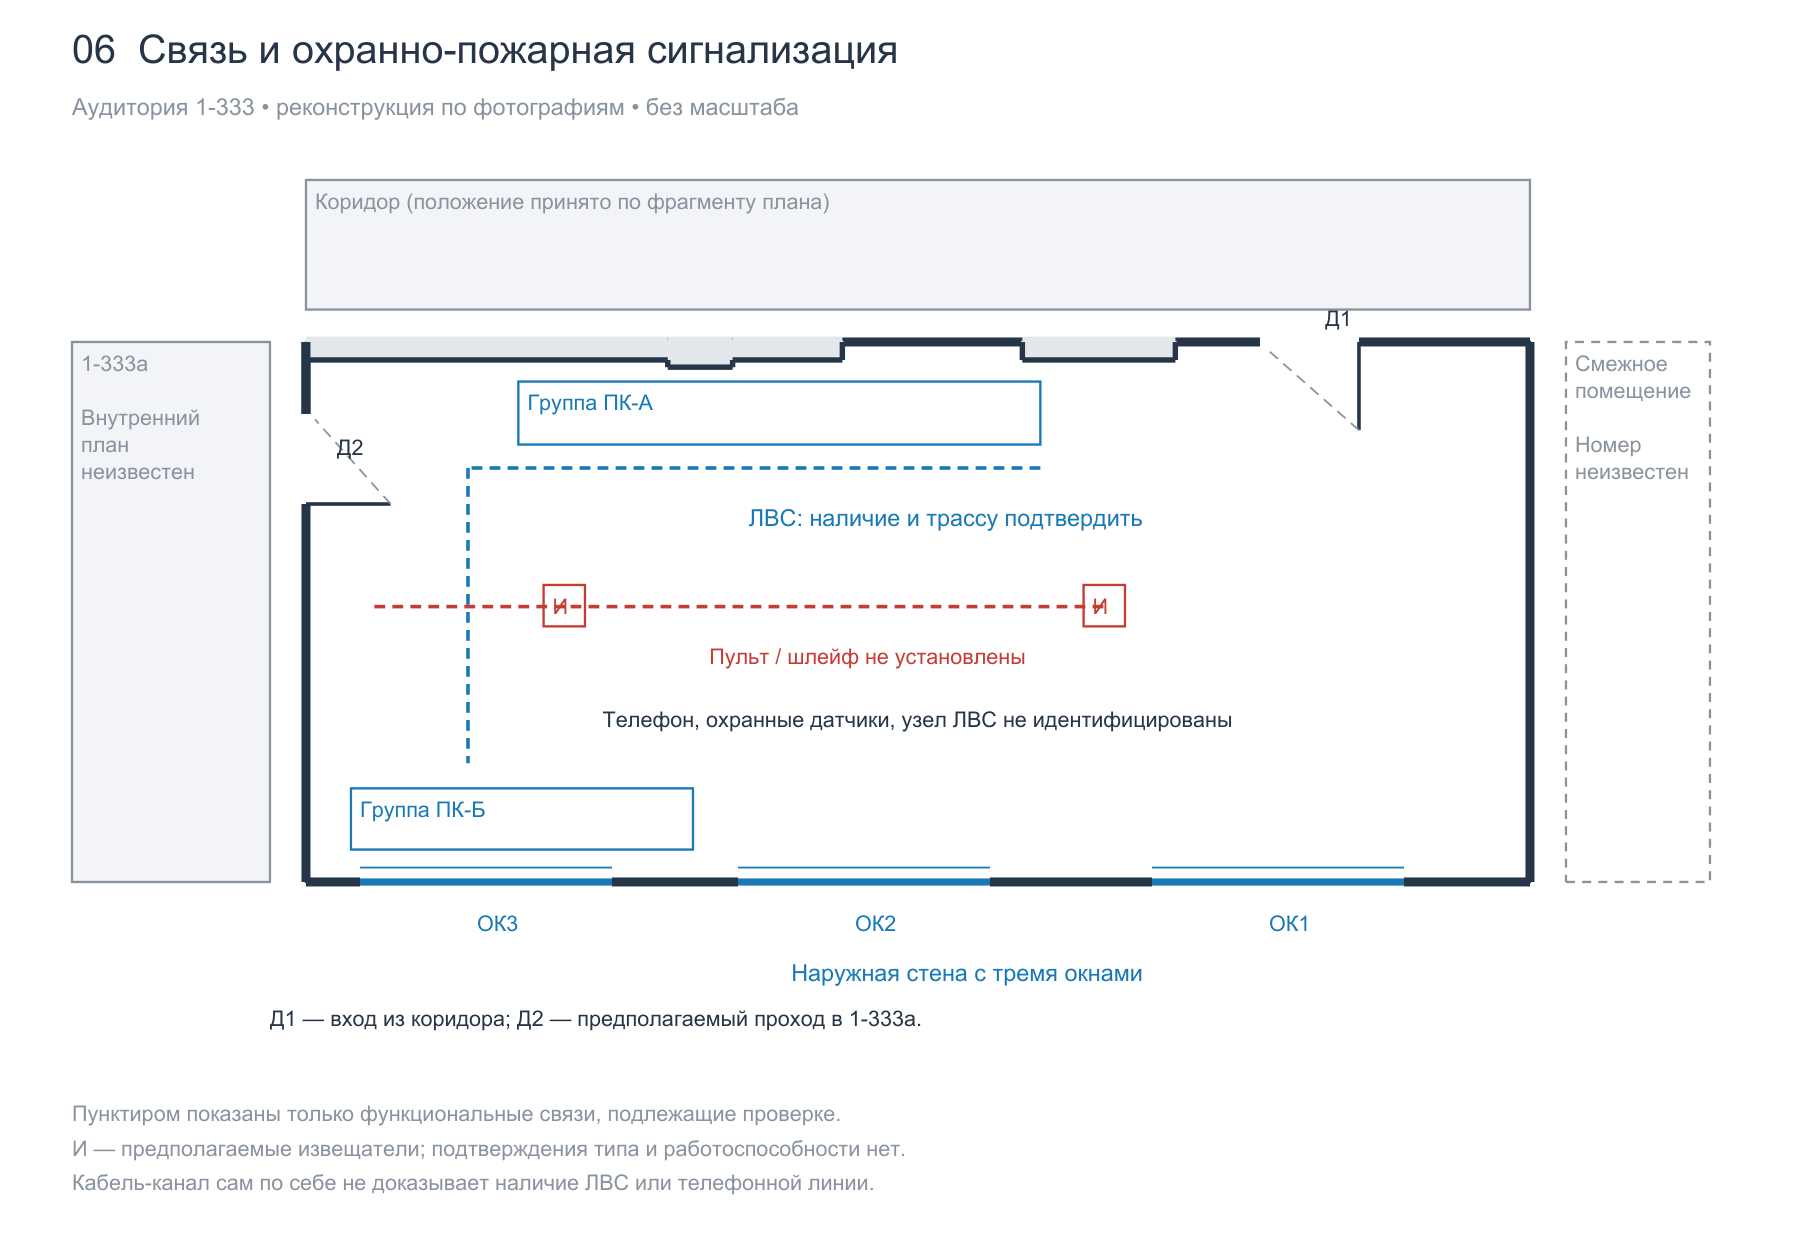 06 Связь и охранно-пожарная сигнализация
Аудитория 1-333 • реконструкция по фотографиям • без масштаба
Коридор (положение принято по фрагменту плана)
Д1
1-333а
Внутренний
план
неизвестен
Смежное
помещение
Номер
неизвестен
Группа ПК-А
Д2
ЛВС: наличие и трассу подтвердить
И
И
Пульт / шлейф не установлены
Телефон, охранные датчики, узел ЛВС не идентифицированы
Группа ПК-Б
ОК3
ОК2
ОК1
Наружная стена с тремя окнами
Д1 — вход из коридора; Д2 — предполагаемый проход в 1-333а.
Пунктиром показаны только функциональные связи, подлежащие проверке.
И — предполагаемые извещатели; подтверждения типа и работоспособности нет.
Кабель-канал сам по себе не доказывает наличие ЛВС или телефонной линии.